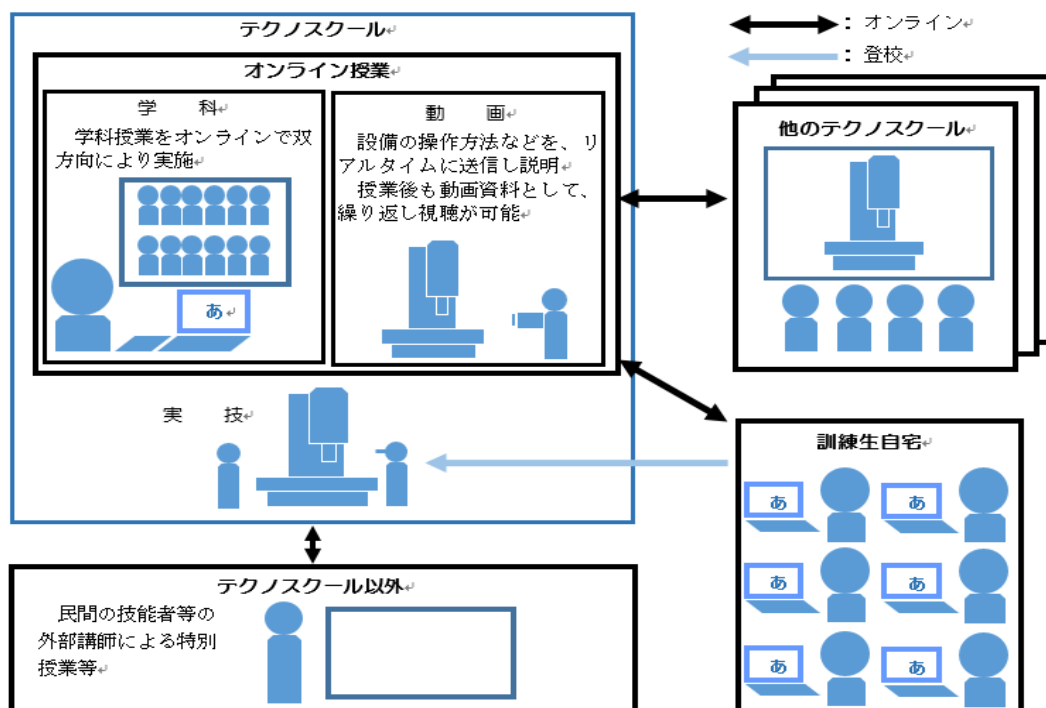 テクノスクール
オンライン授業
学　　科
学科授業をオンラインで双
方向により実施
あ
動　　画
設備の操作方法などを、リ
アルタイムに送信し説明
授業後も動画資料として、
繰り返し視聴が可能
実　　技
：オンライン
：登校
他のテクノスクール
訓練生自宅
あ
あ
あ
あ
あ
あ
テクノスクール以外
民間の技能者等の
外部講師による特別
授業等